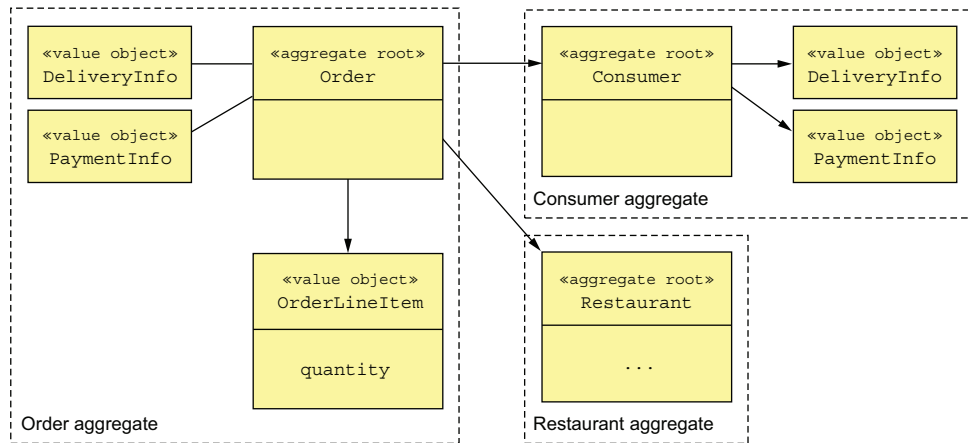 «value object»
DeliveryInfo
«value object»
PaymentInfo
«aggregate root»
Order
«value object»
OrderLineItem
quantity
Order aggregate
«aggregate root»
Consumer
«value object»
DeliveryInfo
«value object»
PaymentInfo
Consumer aggregate
«aggregate root»
Restaurant
...
Restaurant aggregate